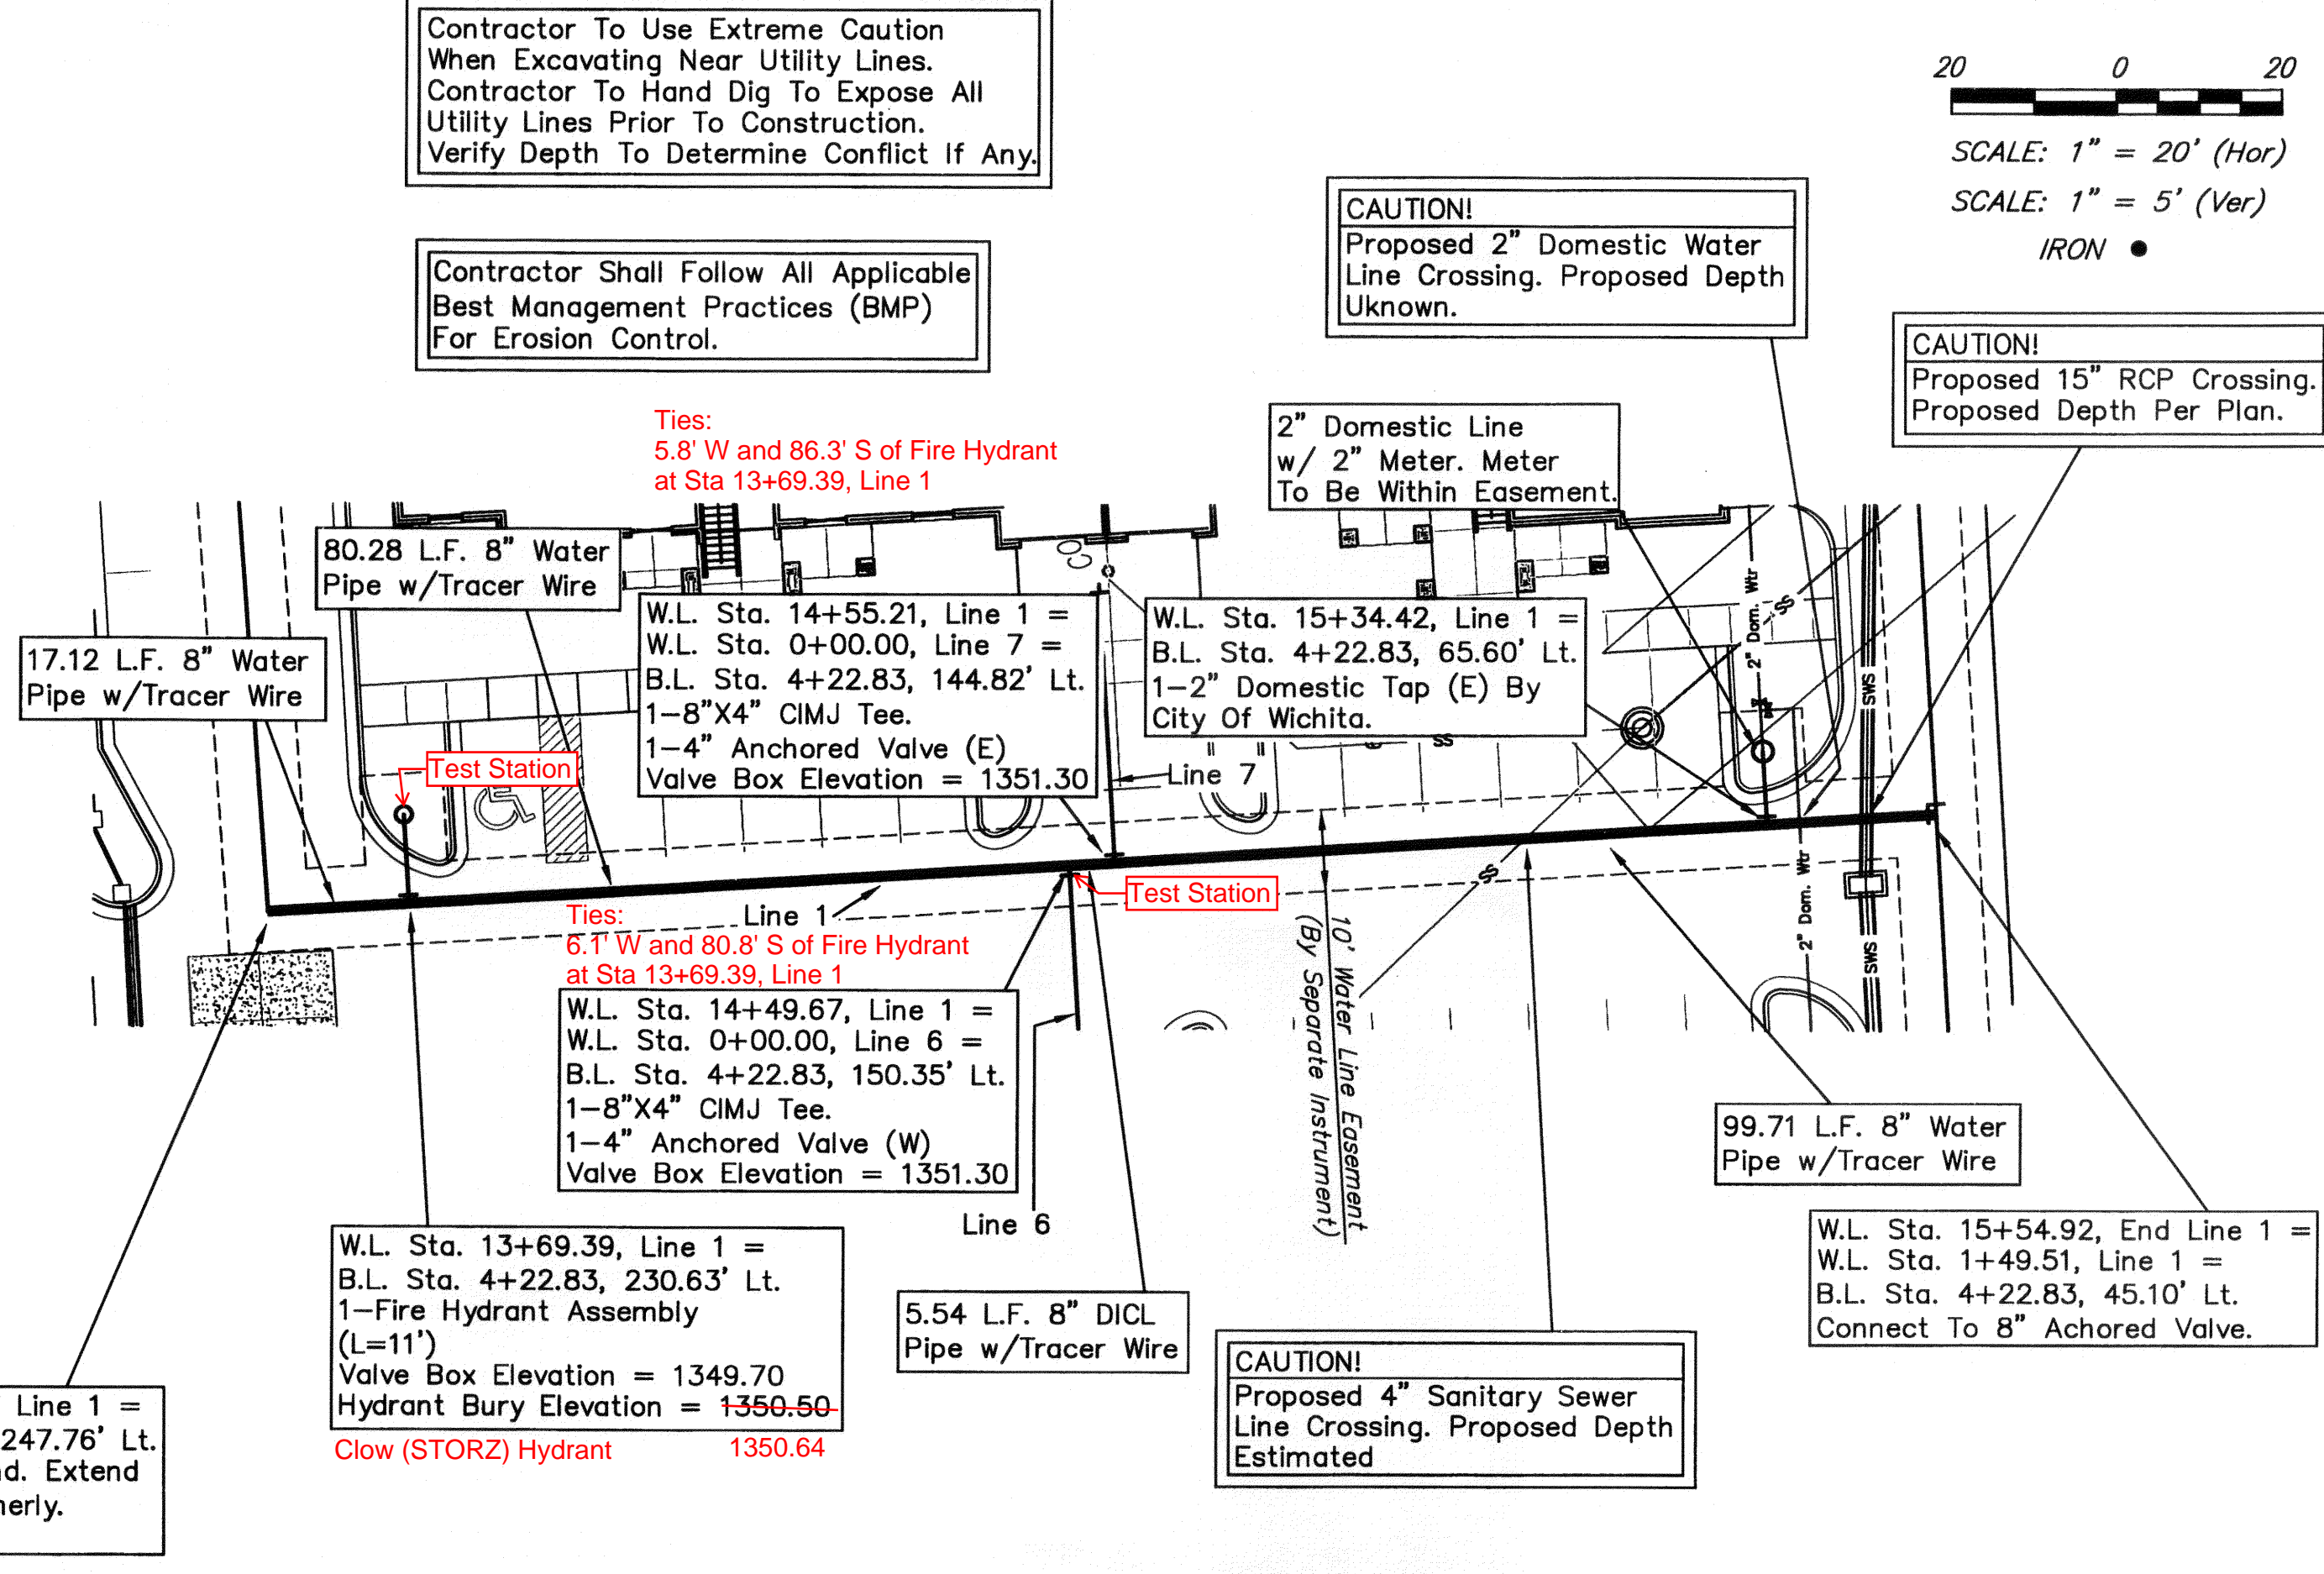 Contractor To Use Extreme Caution
When Excavating Near Utility Lines.
Contractor To Hand Dig To Expose All
Utility Lines Prior To Construction.
Verify Depth To Determine Conflict If Any.
20 0 20
SCALE: 1" = 20' (Hor)
SCALE: 1" = 5' (Ver)
IRON
Contractor Shall Follow All Applicable
Best Management Practices (BMP)
For Erosion Control.
CAUTION!
Proposed 2" Domestic Water
Line Crossing. Proposed Depth
Uknown.
CAUTION!
Proposed 15" RCP Crossing.
Proposed Depth Per Plan.
Ties:
5.8' W and 86.3' S of Fire Hydrant
at Sta 13+69.39, Line 1
2" Domestic Line
w/ 2" Meter. Meter
To Be Within Easement.
80.28 L.F. 8" Water
Pipe w/Tracer Wire
17.12 L.F. 8" Water
Pipe w/Tracer Wire
W.L. Sta. 14+55.21, Line 1 =
W.L. Sta. 0+00.00, Line 7 =
B.L. Sta. 4+22.83, 144.82' Lt.
1-8"X4" CIMJ Tee.
1-4" Anchored Valve (E)
Valve Box Elevation = 1351.30
W.L. Sta. 15+34.42, Line 1 =
B.L. Sta. 4+22.83, 65.60' Lt.
1-2" Domestic Tap (E) By
City Of Wichita.
2" Dom. Wtr
SS
SWS
SS
Line 7
Test Station
Test Station
Line 1
SS
2" Dom. Wtr
SWS
Ties:
6.1' W and 80.8' S of Fire Hydrant
at Sta 13+69.39, Line 1
10' Water Line Easement
(By Separate Instrument)
W.L. Sta. 14+49.67, Line 1 =
W.L. Sta. 0+00.00, Line 6 =
B.L. Sta. 4+22.83, 150.35' Lt.
1-8"X4" CIMJ Tee.
1-4" Anchored Valve (W)
Valve Box Elevation = 1351.30
Line 6
99.71 L.F. 8" Water
Pipe w/Tracer Wire
W.L. Sta. 15+54.92, End Line 1 =
W.L. Sta. 1+49.51, Line 1 =
B.L. Sta. 4+22.83, 45.10' Lt.
Connect To 8" Achored Valve.
W.L. Sta. 13+69.39, Line 1 =
B.L. Sta. 4+22.83, 230.63' Lt.
1-Fire Hydrant Assembly
(L=11')
Valve Box Elevation = 1349.70
Hydrant Bury Elevation = 1350.50
Clow (STORZ) Hydrant 1350.64
5.54 L.F. 8" DICL
Pipe w/Tracer Wire
CAUTION!
Proposed 4" Sanitary Sewer
Line Crossing. Proposed Depth
Estimated
Line 1 =
247.76' Lt.
d. Extend
erly.